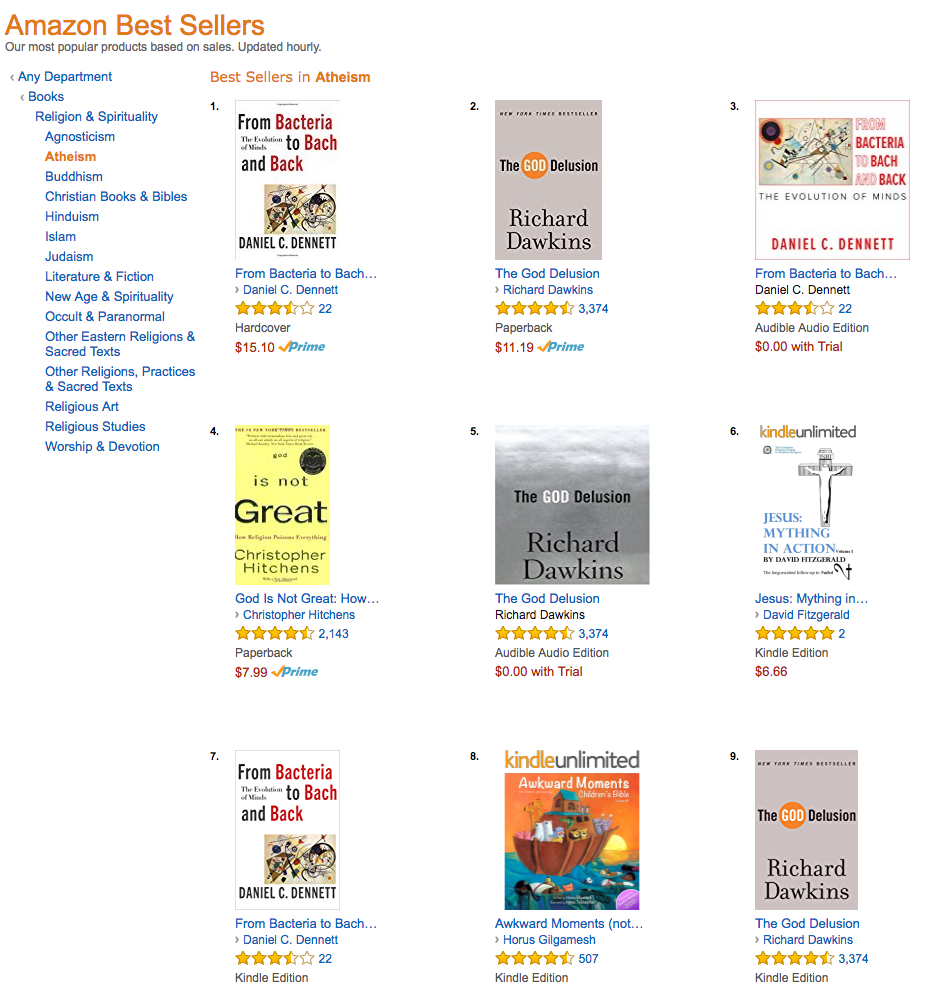 Amazon Best Sellers
Our most popular products based on sales. Updated hourly.
‹ Any Department
‹ Books
Religion & Spirituality
Agnosticism
Atheism
Buddhism
Christian Books & Bibles
Hinduism
Islam
Judaism
Literature & Fiction
New Age & Spirituality
Occult & Paranormal
Other Eastern Religions &
Sacred Texts
Other Religions, Practices
& Sacred Texts
Religious Art
Religious Studies
Worship & Devotion
Best Sellers in Atheism
1.
From Bacteria
The Evolution
of Minds
to Bach
and Back
DANIEL C. DENNETT
From Bacteria to Bach…
› Daniel C. Dennett
22
Hardcover
$15.10 Prime
2.
NEW YORK TIMES BESTSELLER
The GOD Delusion
Richard
Dawkins
The God Delusion
› Richard Dawkins
3,374
Paperback
$11.19 Prime
3.
FROM
BACTERIA
TO BACH
AND BACK
THE EVOLUTION OF MINDS
DANIEL C. DENNETT
From Bacteria to Bach…
Daniel C. Dennett
22
Audible Audio Edition
$0.00 with Trial
4.
THE #1 NEW YORK TIMES BESTSELLER
god
is not
Great
How Religion Poisons Everything
Christopher
Hitchens
God Is Not Great: How…
› Christopher Hitchens
2,143
Paperback
$7.99 Prime
5.
The GOD Delusion
Richard
Dawkins
The God Delusion
Richard Dawkins
3,374
Audible Audio Edition
$0.00 with Trial
6.
kindleunlimited
JESUS:
MYTHING
IN ACTION Volume I
BY DAVID FITZGERALD
The long-awaited follow-up to Nailed
Jesus: Mything in…
› David Fitzgerald
2
Kindle Edition
$6.66
7.
From Bacteria
The Evolution
of Minds
to Bach
and Back
DANIEL C. DENNETT
From Bacteria to Bach…
› Daniel C. Dennett
22
Kindle Edition
8.
kindleunlimited
Awkward Moments
Children's Bible
Awkward Moments (not…
› Horus Gilgamesh
507
Kindle Edition
9.
NEW YORK TIMES BESTSELLER
The GOD Delusion
Richard
Dawkins
The God Delusion
› Richard Dawkins
3,374
Kindle Edition